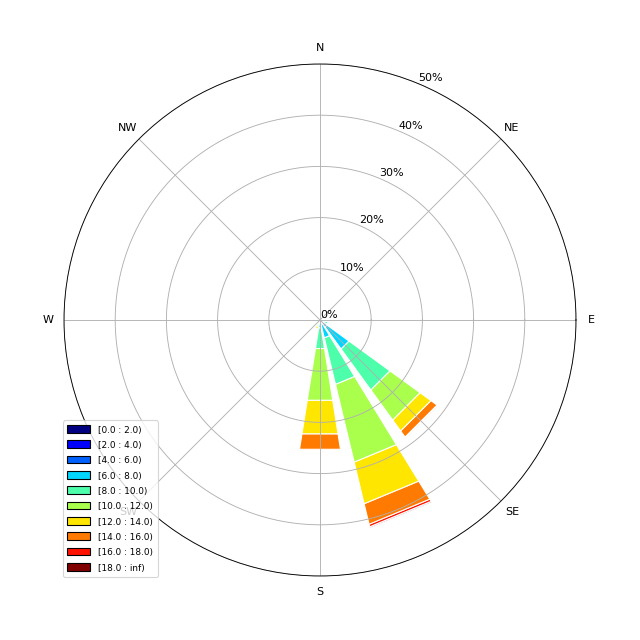 N
50%
NW
NE
40%
30%
20%
10%
0%
W
E
[0.0 : 2.0)
[2.0 : 4.0)
[4.0 : 6.0)
[6.0 : 8.0)
[8.0 : 10.0)
[10.0 : 12.0)
SW
SE
[12.0 : 14.0)
[14.0 : 16.0)
[16.0 : 18.0)
[18.0 : inf)
S